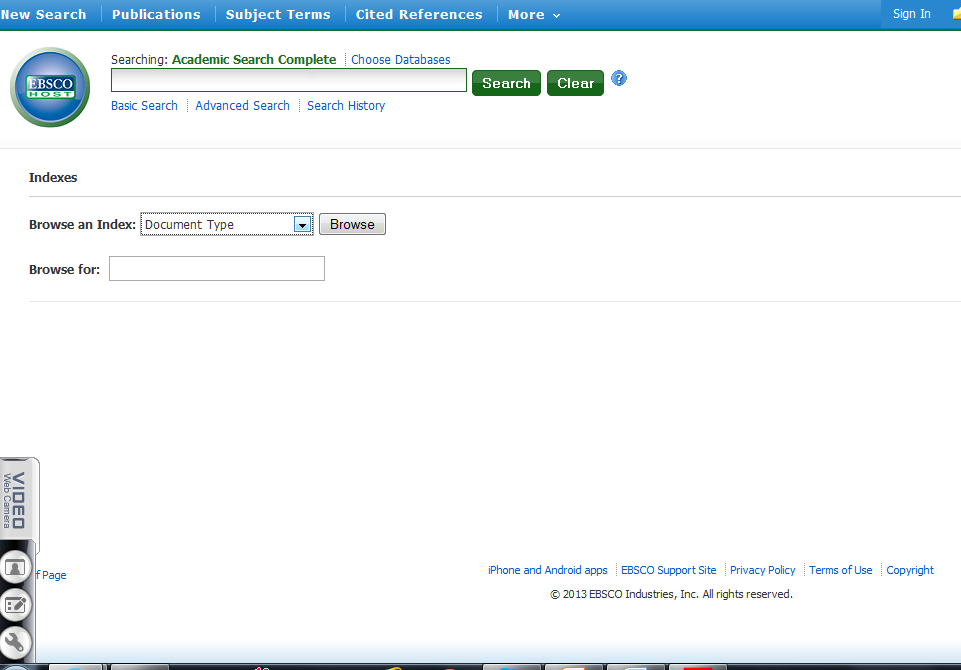 New Search Publications Subject Terms Cited References More Sign In
Searching: Academic Search Complete Choose Databases
EBSCO
HOST
Search Clear ?
Basic Search Advanced Search Search History
Indexes
Browse an Index: Document Type Browse
Browse for:
VIDEO
Web Camera
f Page
iPhone and Android apps EBSCO Support Site Privacy Policy Terms of Use Copyright
© 2013 EBSCO Industries, Inc. All rights reserved.